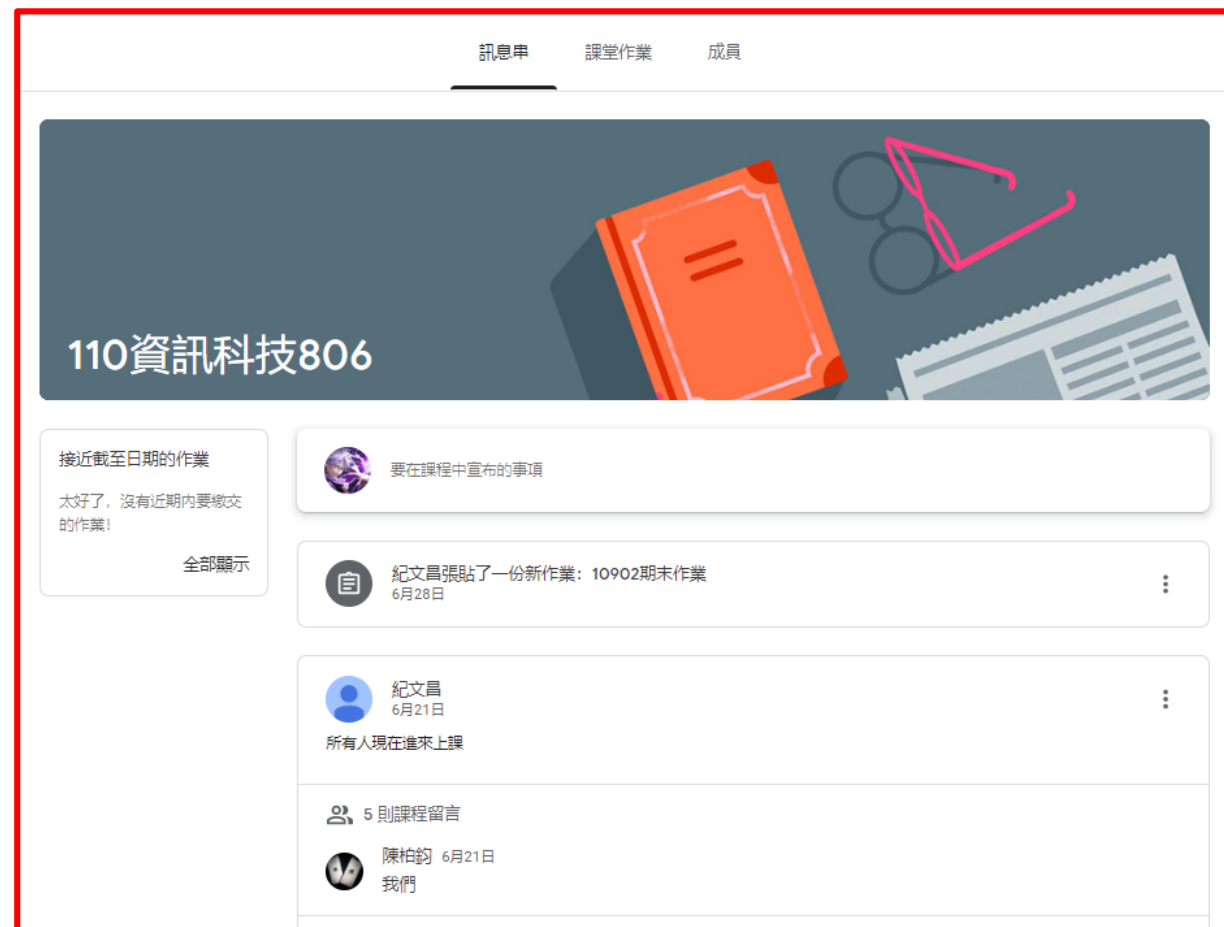 訊息串
課堂作業
成員
110資訊科技806
接近截至日期的作業
太好了，沒有近期內要繳交
的作業！
全部顯示
要在課程中宣布的事項
紀文昌張貼了一份新作業：10902期末作業
6月28日
紀文昌
6月21日
所有人現在進來上課
5 則課程留言
陳柏鈞 6月21日
我們